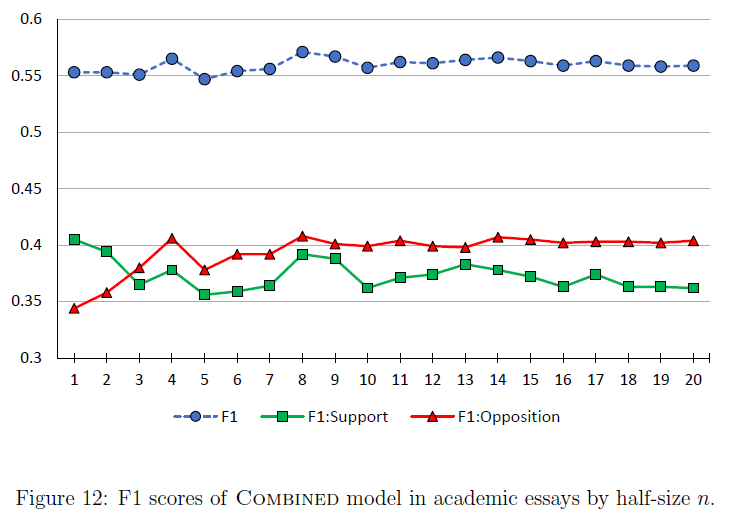 0.6
0.55
0.5
0.45
0.4
0.35
0.3
1 2 3 4 5 6 7 8 9 10 11 12 13 14 15 16 17 18 19 20
F1 F1:Support F1:Opposition
Figure 12: F1 scores of COMBINED model in academic essays by half-size n.